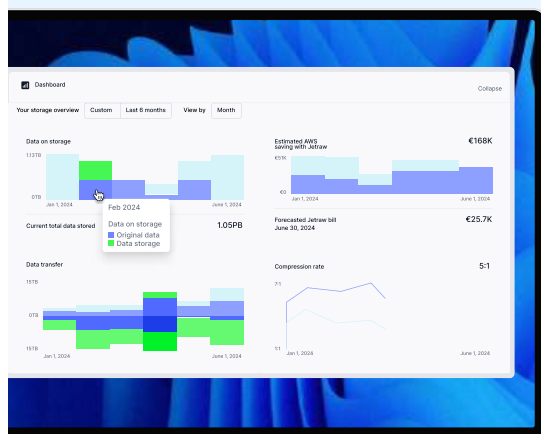 Dashboard
Collapse
Your storage overview
Custom
Last 6 months
View by
Month
Data on storage
113TB
0TB
Jan 1, 2024
June 1, 2024
Feb 2024
Data on storage
Original data
Data storage
Current total data stored
1.05PB
Estimated AWS
saving with Jetraw
€168K
€51K
€0
Jan 1, 2024
June 1, 2024
Forecasted Jetraw bill
June 30, 2024
€25.7K
Data transfer
15TB
0TB
15TB
Jan 1, 2024
June 1, 2024
Compression rate
5:1
7:1
1:1
Jan 1, 2024
June 1, 2024